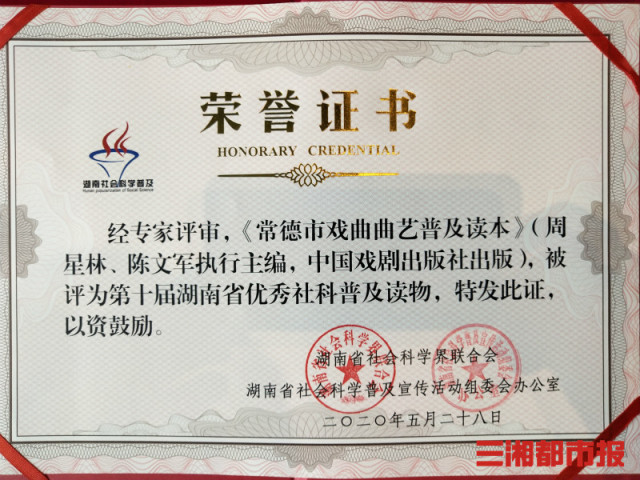 荣誉证书
HONORARY CREDENTIAL
湖南社会科学普及
经专家评审，《常德市戏曲曲艺普及读本》（周
星林、陈文军执行主编，中国戏剧出版社出版），被
评为第十届湖南省优秀社科普及读物，特发此证，
以资鼓励。
湖南省社会科学界联合会
湖南省社会科学普及宣传活动组委会办公室
二〇二〇年五月二十八日
三湘都市报